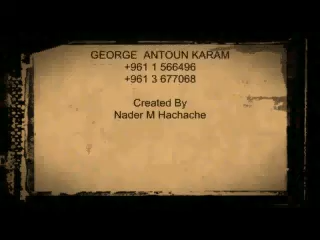 GEORGE  ANTOUN KARAM
+961 1 566496
+961 3 677068
Created By
Nader M Hachache